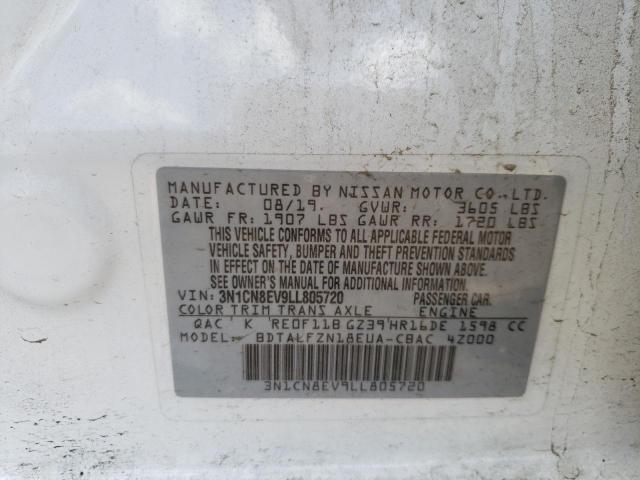 MANUFACTURED BY NISSAN MOTOR CO., LTD.
DATE: 08/19. GVWR: 3605 LBS
GAWR FR: 1907 LBS GAWR RR: 1720 LBS
THIS VEHICLE CONFORMS TO ALL APPLICABLE FEDERAL MOTOR
VEHICLE SAFETY, BUMPER AND THEFT PREVENTION STANDARDS
IN EFFECT ON THE DATE OF MANUFACTURE SHOWN ABOVE.
SEE OWNER'S MANUAL FOR ADDITIONAL INFORMATION.
VIN: 3N1CN8EV9LL805720 PASSENGER CAR.
COLOR TRIM TRANS AXLE ENGINE
QAC K RE0F11B GZ39 HR16DE 1598 CC
MODEL: BDTALFZN18EUA-CBAC 4Z000
3N1CN8EV9LL805720